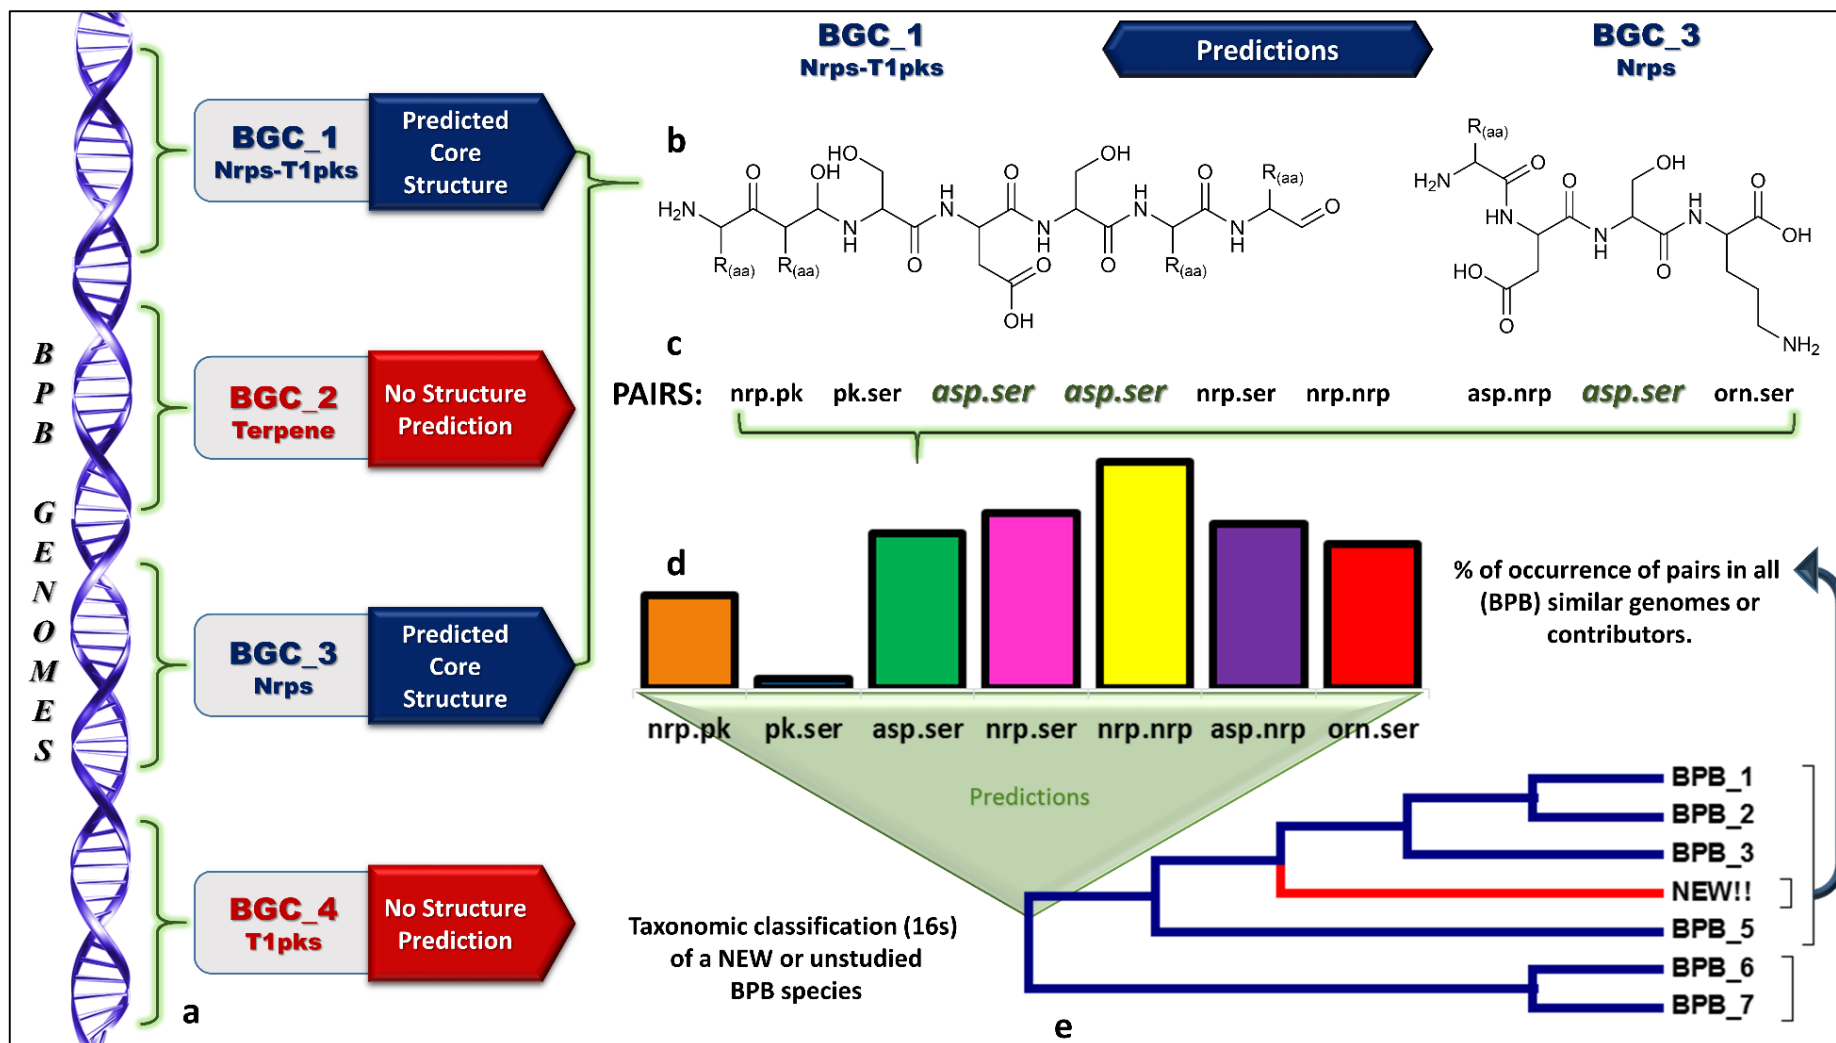 BPB GENOMES
BGC_1
Nrps-T1pks
Predicted
Core
Structure
BGC_2
Terpene
No Structure
Prediction
BGC_3
Nrps
Predicted
Core
Structure
BGC_4
T1pks
No Structure
Prediction
a
BGC_1
Nrps-T1pks
Predictions
BGC_3
Nrps
b
H₂N
O
R(aa)
R(aa)
OH
HO
N
H
O
H
N
O
O
OH
N
H
OH
O
H
N
R(aa)
O
N
H
R(aa)
O
R(aa)
H₂N
O
N
H
HO
O
O
N
H
OH
O
H
N
O
OH
NH₂
c
PAIRS: nrp.pk pk.ser asp.ser asp.ser nrp.ser nrp.nrp asp.nrp asp.ser orn.ser
d
nrp.pk pk.ser asp.ser nrp.ser nrp.nrp asp.nrp orn.ser
% of occurrence of pairs in all
(BPB) similar genomes or
contributors.
Predictions
Taxonomic classification (16s)
of a NEW or unstudied
BPB species
BPB_1
BPB_2
BPB_3
NEW!!
BPB_5
BPB_6
BPB_7
e